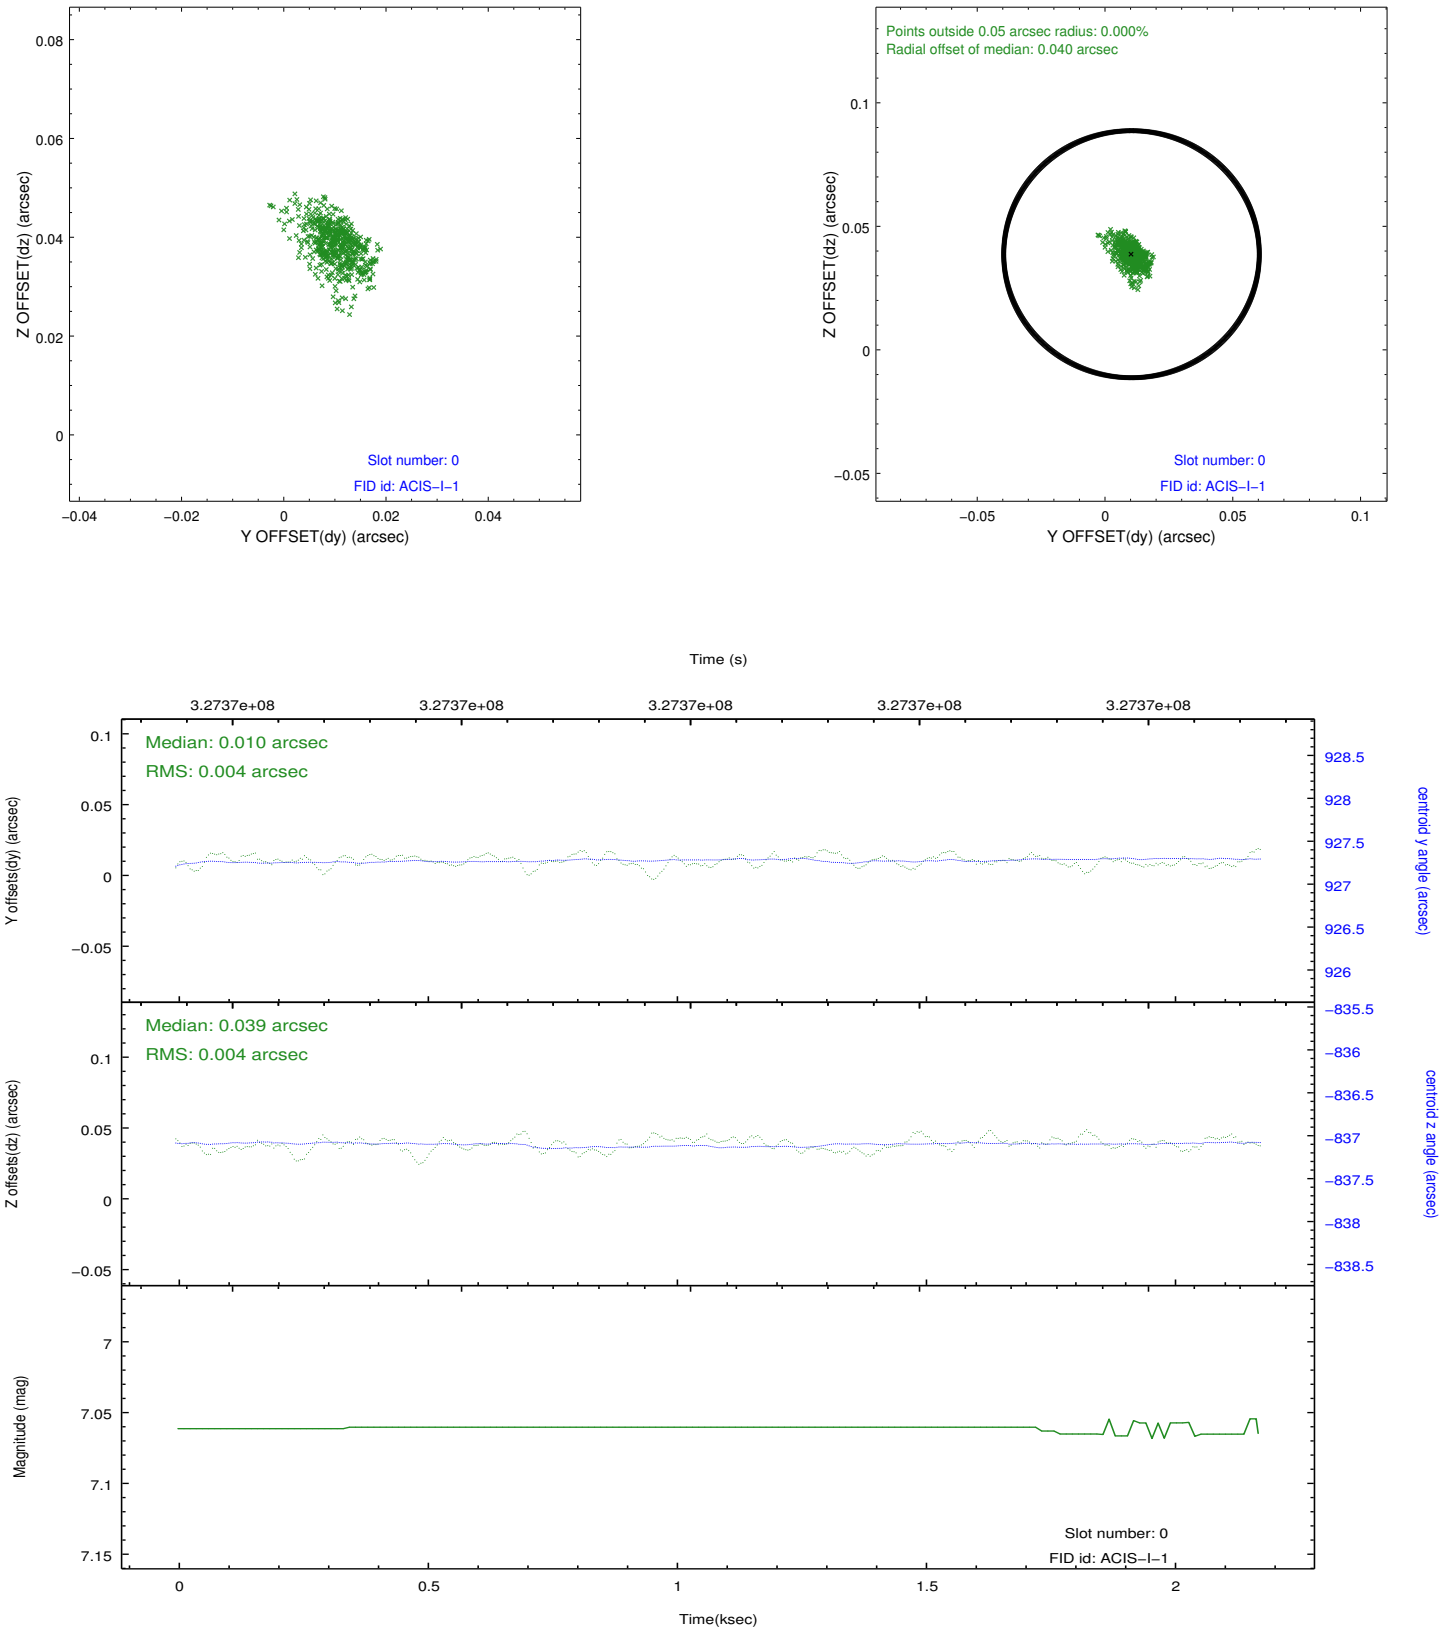 0.08
0.06
0.04
0.02
0
Z OFFSET(dz) (arcsec)
Slot number: 0
FID id: ACIS−I−1
−0.04
−0.02
0
0.02
0.04
Y OFFSET(dy) (arcsec)
Points outside 0.05 arcsec radius: 0.000%
Radial offset of median: 0.040 arcsec
0.1
0.05
0
−0.05
Z OFFSET(dz) (arcsec)
Slot number: 0
FID id: ACIS−I−1
−0.05
0
0.05
0.1
Y OFFSET(dy) (arcsec)
Time (s)
3.2737e+08
3.2737e+08
3.2737e+08
3.2737e+08
3.2737e+08
Median: 0.010 arcsec
RMS: 0.004 arcsec
0.1
0.05
0
−0.05
Y offsets(dy) (arcsec)
928.5
928
927.5
927
926.5
926
centroid y angle (arcsec)
Median: 0.039 arcsec
RMS: 0.004 arcsec
0.1
0.05
0
−0.05
Z offsets(dz) (arcsec)
−835.5
−836
−836.5
−837
−837.5
−838
−838.5
centroid z angle (arcsec)
7
7.05
7.1
7.15
Magnitude (mag)
Slot number: 0
FID id: ACIS−I−1
0
0.5
1
1.5
2
Time(ksec)